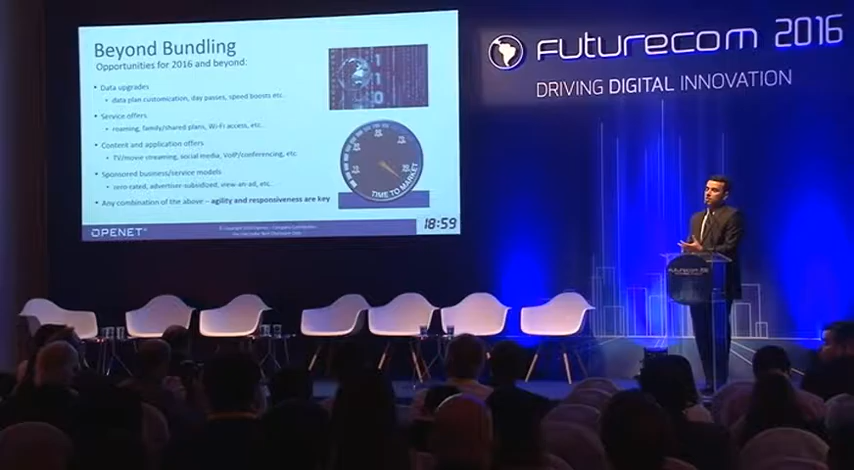 Beyond Bundling
Opportunities for 2016 and beyond:
• Data upgrades
• data plan customization, day passes, speed boosts etc.
• Service offers
• roaming, family/shared plans, Wi-Fi access, etc.
• Content and application offers
• TV/movie streaming, social media, VoIP/conferencing, etc.
• Sponsored business/service models
• zero-rated, advertiser-subsidized, view-an-ad, etc.
• Any combination of the above – agility and responsiveness are key
TIME TO MARKET
OPENET
18:59
Futurecom 2016
DRIVING DIGITAL INNOVATION
Futurecom